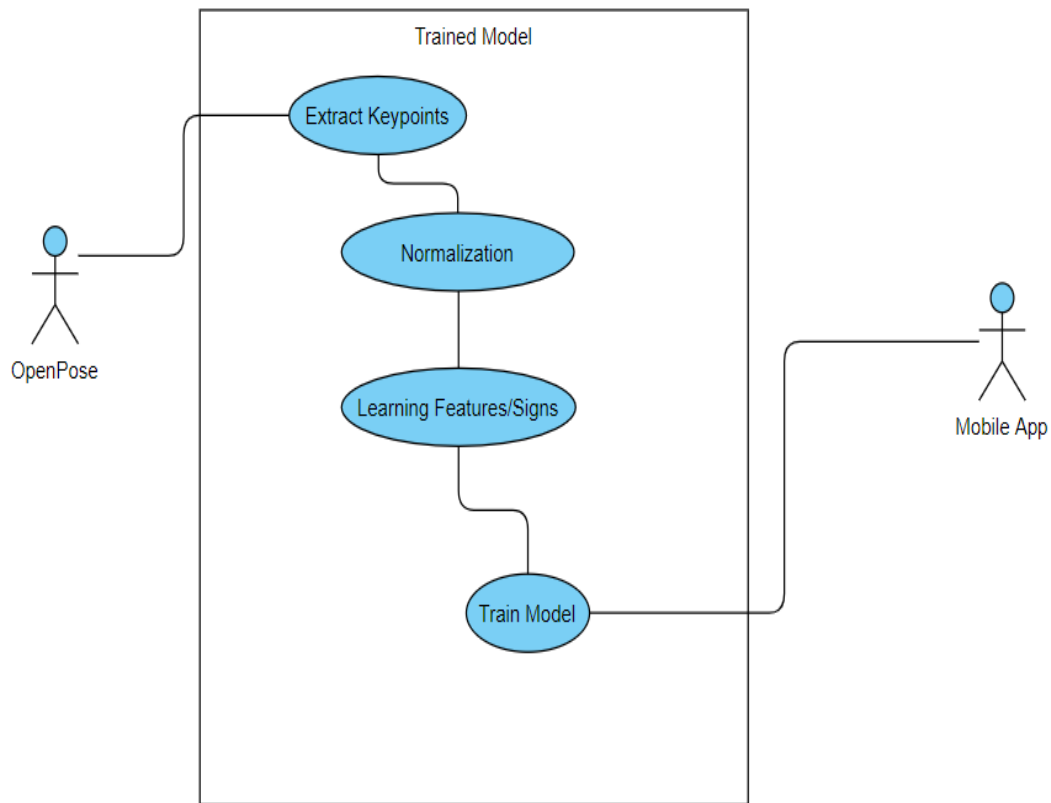 Trained Model
Extract Keypoints
Normalization
OpenPose
Learning Features/Signs
Mobile App
Train Model